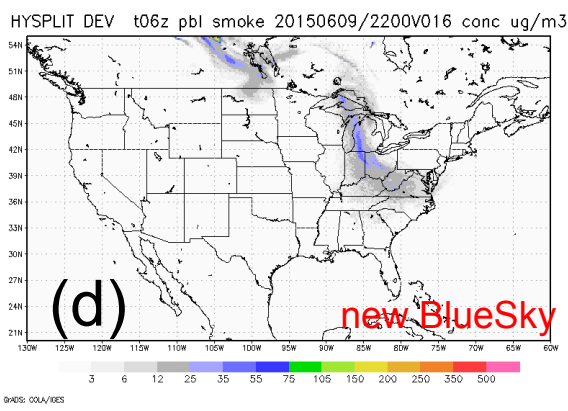 HYSPLIT DEV t06z pbl smoke 20150609/2200V016 conc ug/m3
54N
51N
48N
45N
42N
39N
36N
33N
30N
27N
24N
21N
(d)
new BlueSky
130W 125W 120W 115W 110W 105W 100W 95W 90W 85W 80W 75W 70W 65W 60W
3 6 12 25 35 55 75 105 150 200 250 350 500
GrADS: COLA/IGES